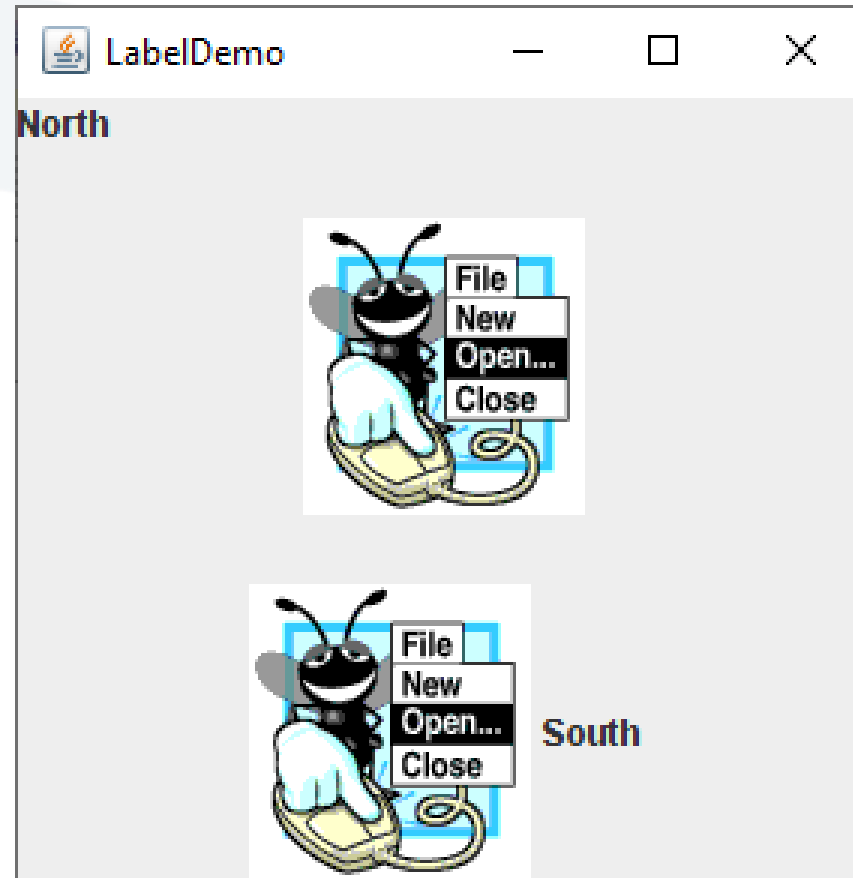 LabelDemo
North
File
New
Open...
Close
File
New
Open...
Close
South